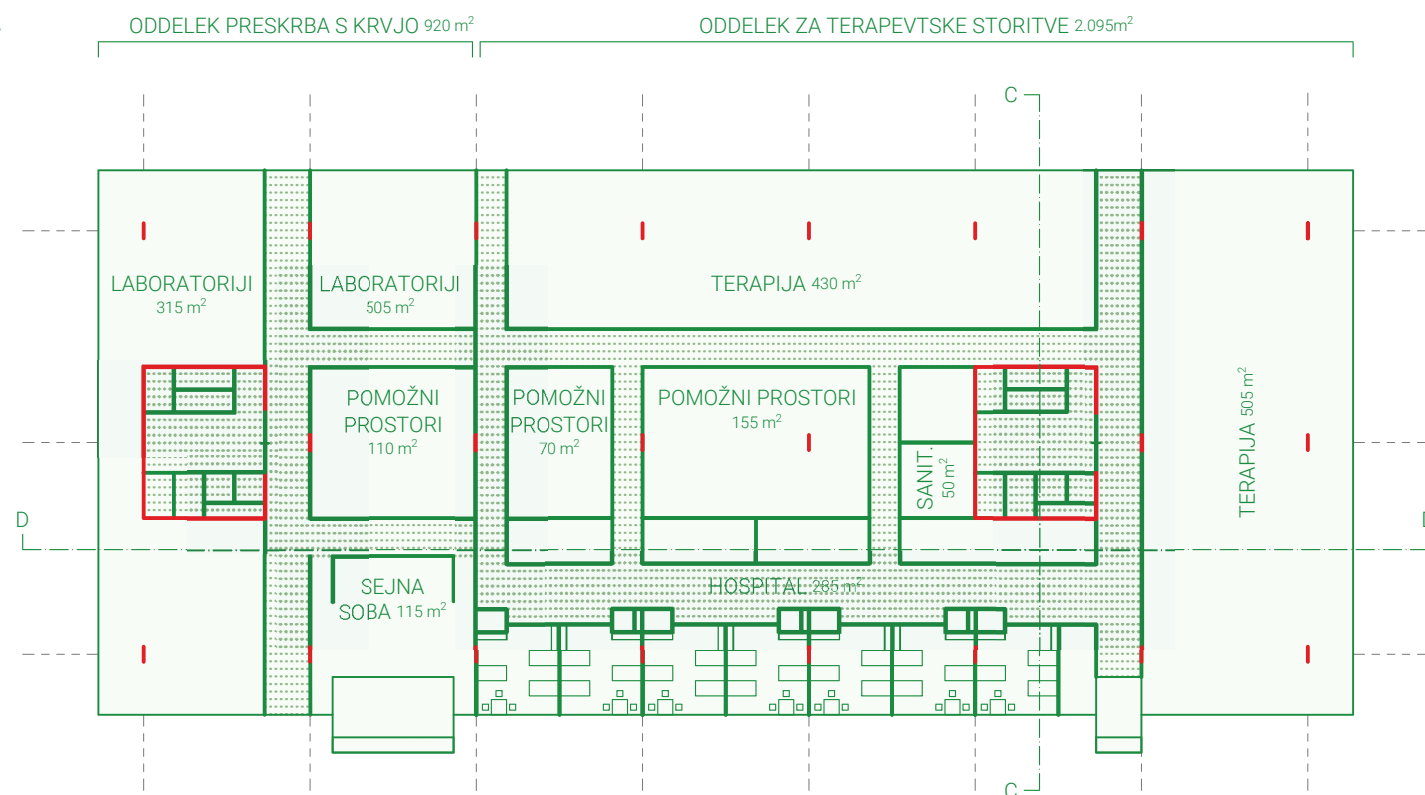 ODDELEK PRESKRBA S KRVJO 920 m²
ODDELEK ZA TERAPEVTSKE STORITVE 2.095m²
C
LABORATORIJI
315 m²
LABORATORIJI
505 m²
TERAPIJA 430 m²
POMOŽNI
PROSTORI
110 m²
POMOŽNI
PROSTORI
70 m²
POMOŽNI PROSTORI
155 m²
SANIT.
50 m²
TERAPIJA 505 m²
D
SEJNA
SOBA 115 m²
HOSPITAL 285 m²
C